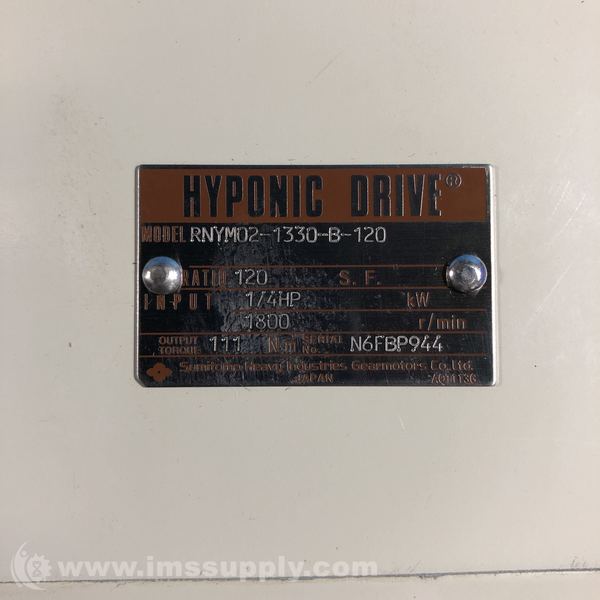 HYPONIC DRIVE®
MODEL RNYM02-1330-B-120
RATIO 120 S. F.
INPUT 1/4HP kW
1800 r/min
OUTPUT TORQUE 111 N.m SERIAL No. N6FBP944
Sumitomo Heavy Industries Gearmotors Co.,Ltd.
JAPAN AQ1113G
www.imssupply.com